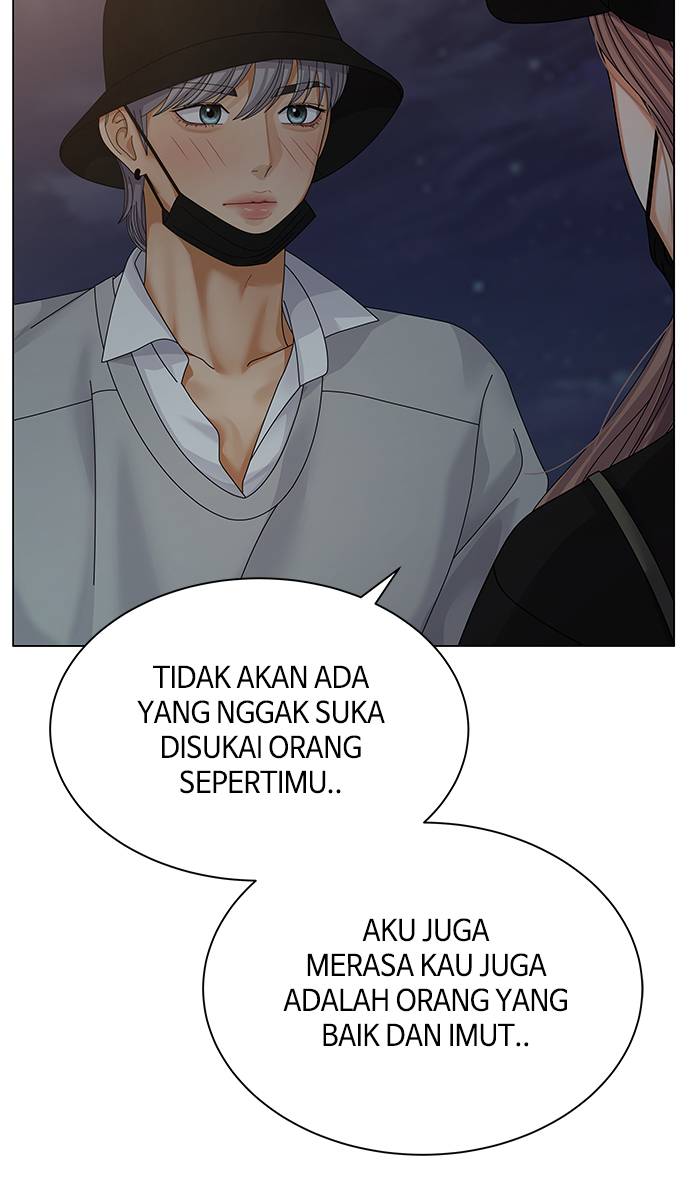 TIDAK AKAN ADA
YANG NGGAK SUKA
DISUKAI ORANG
SEPERTIMU..
AKU JUGA
MERASA KAU JUGA
ADALAH ORANG YANG
BAIK DAN IMUT..